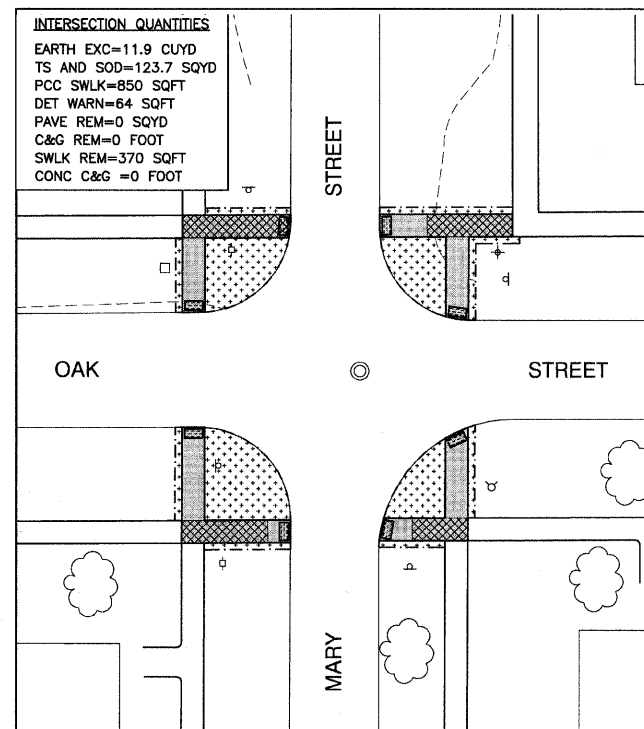 INTERSECTION QUANTITIES
EARTH EXC=11.9 CUYD
TS AND SOD=123.7 SQYD
PCC SWLK=850 SQFT
DET WARN=64 SQFT
PAVE REM=0 SQYD
C&G REM=0 FOOT
SWLK REM=370 SQFT
CONC C&G =0 FOOT
STREET
OAK
STREET
MARY